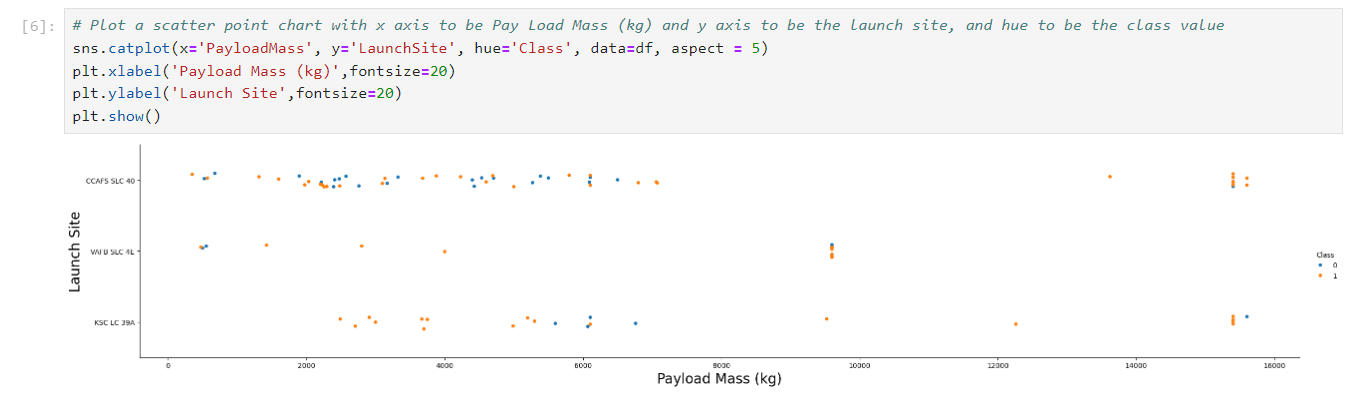 [6]: # Plot a scatter point chart with x axis to be Pay Load Mass (kg) and y axis to be the launch site, and hue to be the class value
sns.catplot(x='PayloadMass', y='LaunchSite', hue='Class', data=df, aspect = 5)
plt.xlabel('Payload Mass (kg)',fontsize=20)
plt.ylabel('Launch Site',fontsize=20)
plt.show()
CCAFS SLC 40
VAFB SLC 4E
KSC LC 39A
Launch Site
Class
0
1
0 2000 4000 6000 8000 10000 12000 14000 16000
Payload Mass (kg)